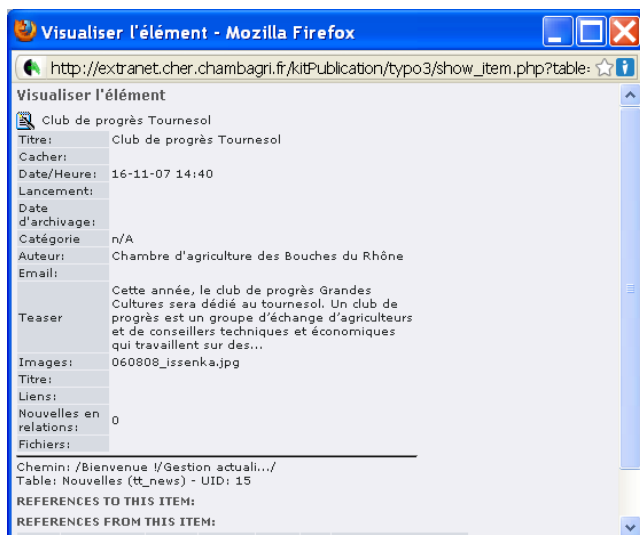 Visualiser l'élément - Mozilla Firefox
http://extranet.cher.chambagri.fr/kitPublication/typo3/show_item.php?table=
Visualiser l'élément
Club de progrès Tournesol
Titre: Club de progrès Tournesol
Cacher:
Date/Heure: 16-11-07 14:40
Lancement:
Date
d'archivage:
Catégorie n/A
Auteur: Chambre d'agriculture des Bouches du Rhône
Email:
Teaser
Cette année, le club de progrès Grandes
Cultures sera dédié au tournesol. Un club de
progrès est un groupe d'échange d'agriculteurs
et de conseillers techniques et économiques
qui travaillent sur des...
Images: 060808_issenka.jpg
Titre:
Liens:
Nouvelles en
relations: 0
Fichiers:
Chemin: /Bienvenue !/Gestion actuali.../
Table: Nouvelles (tt_news) - UID: 15
REFERENCES TO THIS ITEM:
REFERENCES FROM THIS ITEM: